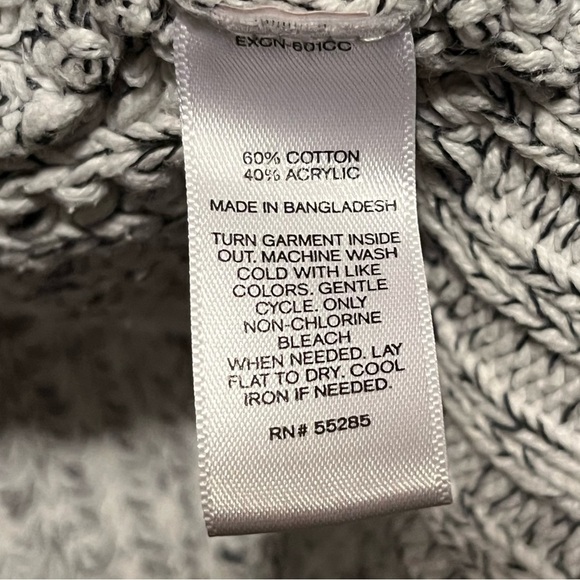 EXCN-601CC
60% COTTON
40% ACRYLIC
MADE IN BANGLADESH
TURN GARMENT INSIDE
OUT. MACHINE WASH
COLD WITH LIKE
COLORS. GENTLE
CYCLE. ONLY
NON-CHLORINE
BLEACH
WHEN NEEDED. LAY
FLAT TO DRY. COOL
IRON IF NEEDED.
RN# 55285